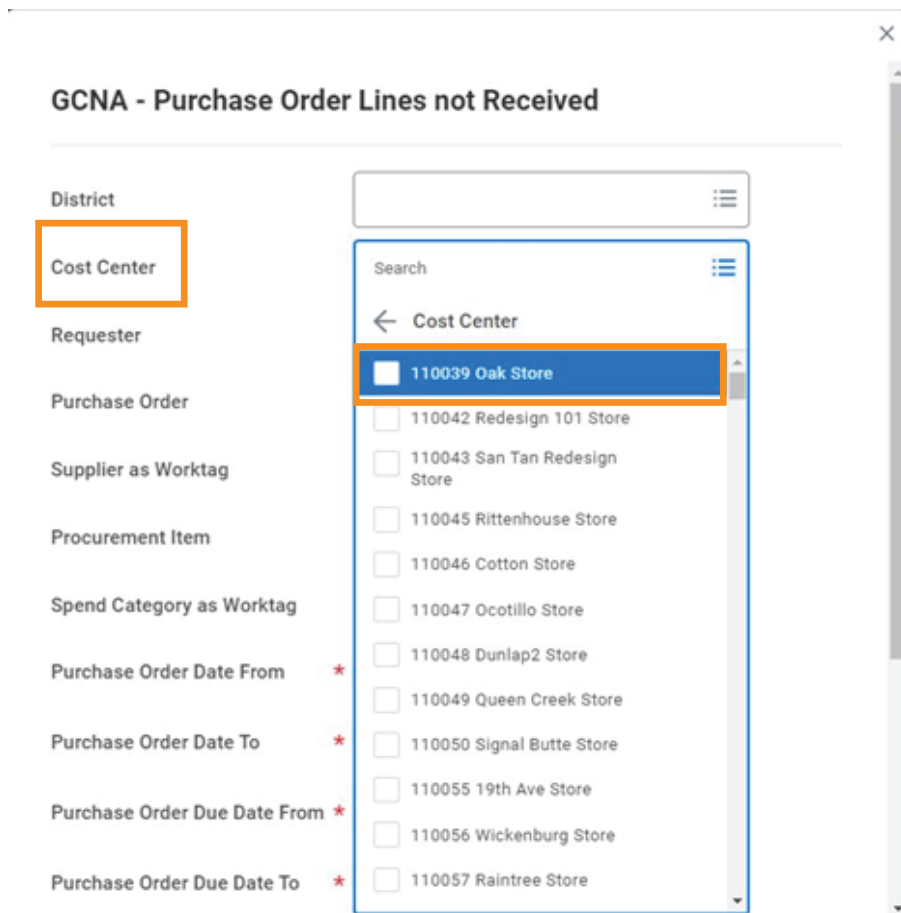 GCNA - Purchase Order Lines not Received
District
Cost Center
Search
Cost Center
Requester
110039 Oak Store
Purchase Order
110042 Redesign 101 Store
Supplier as Worktag
110043 San Tan Redesign
Store
Procurement Item
110045 Rittenhouse Store
110046 Cotton Store
Spend Category as Worktag
110047 Ocotillo Store
110048 Dunlap2 Store
Purchase Order Date From *
110049 Queen Creek Store
Purchase Order Date To *
110050 Signal Butte Store
110055 19th Ave Store
Purchase Order Due Date From *
110056 Wickenburg Store
Purchase Order Due Date To *
110057 Raintree Store